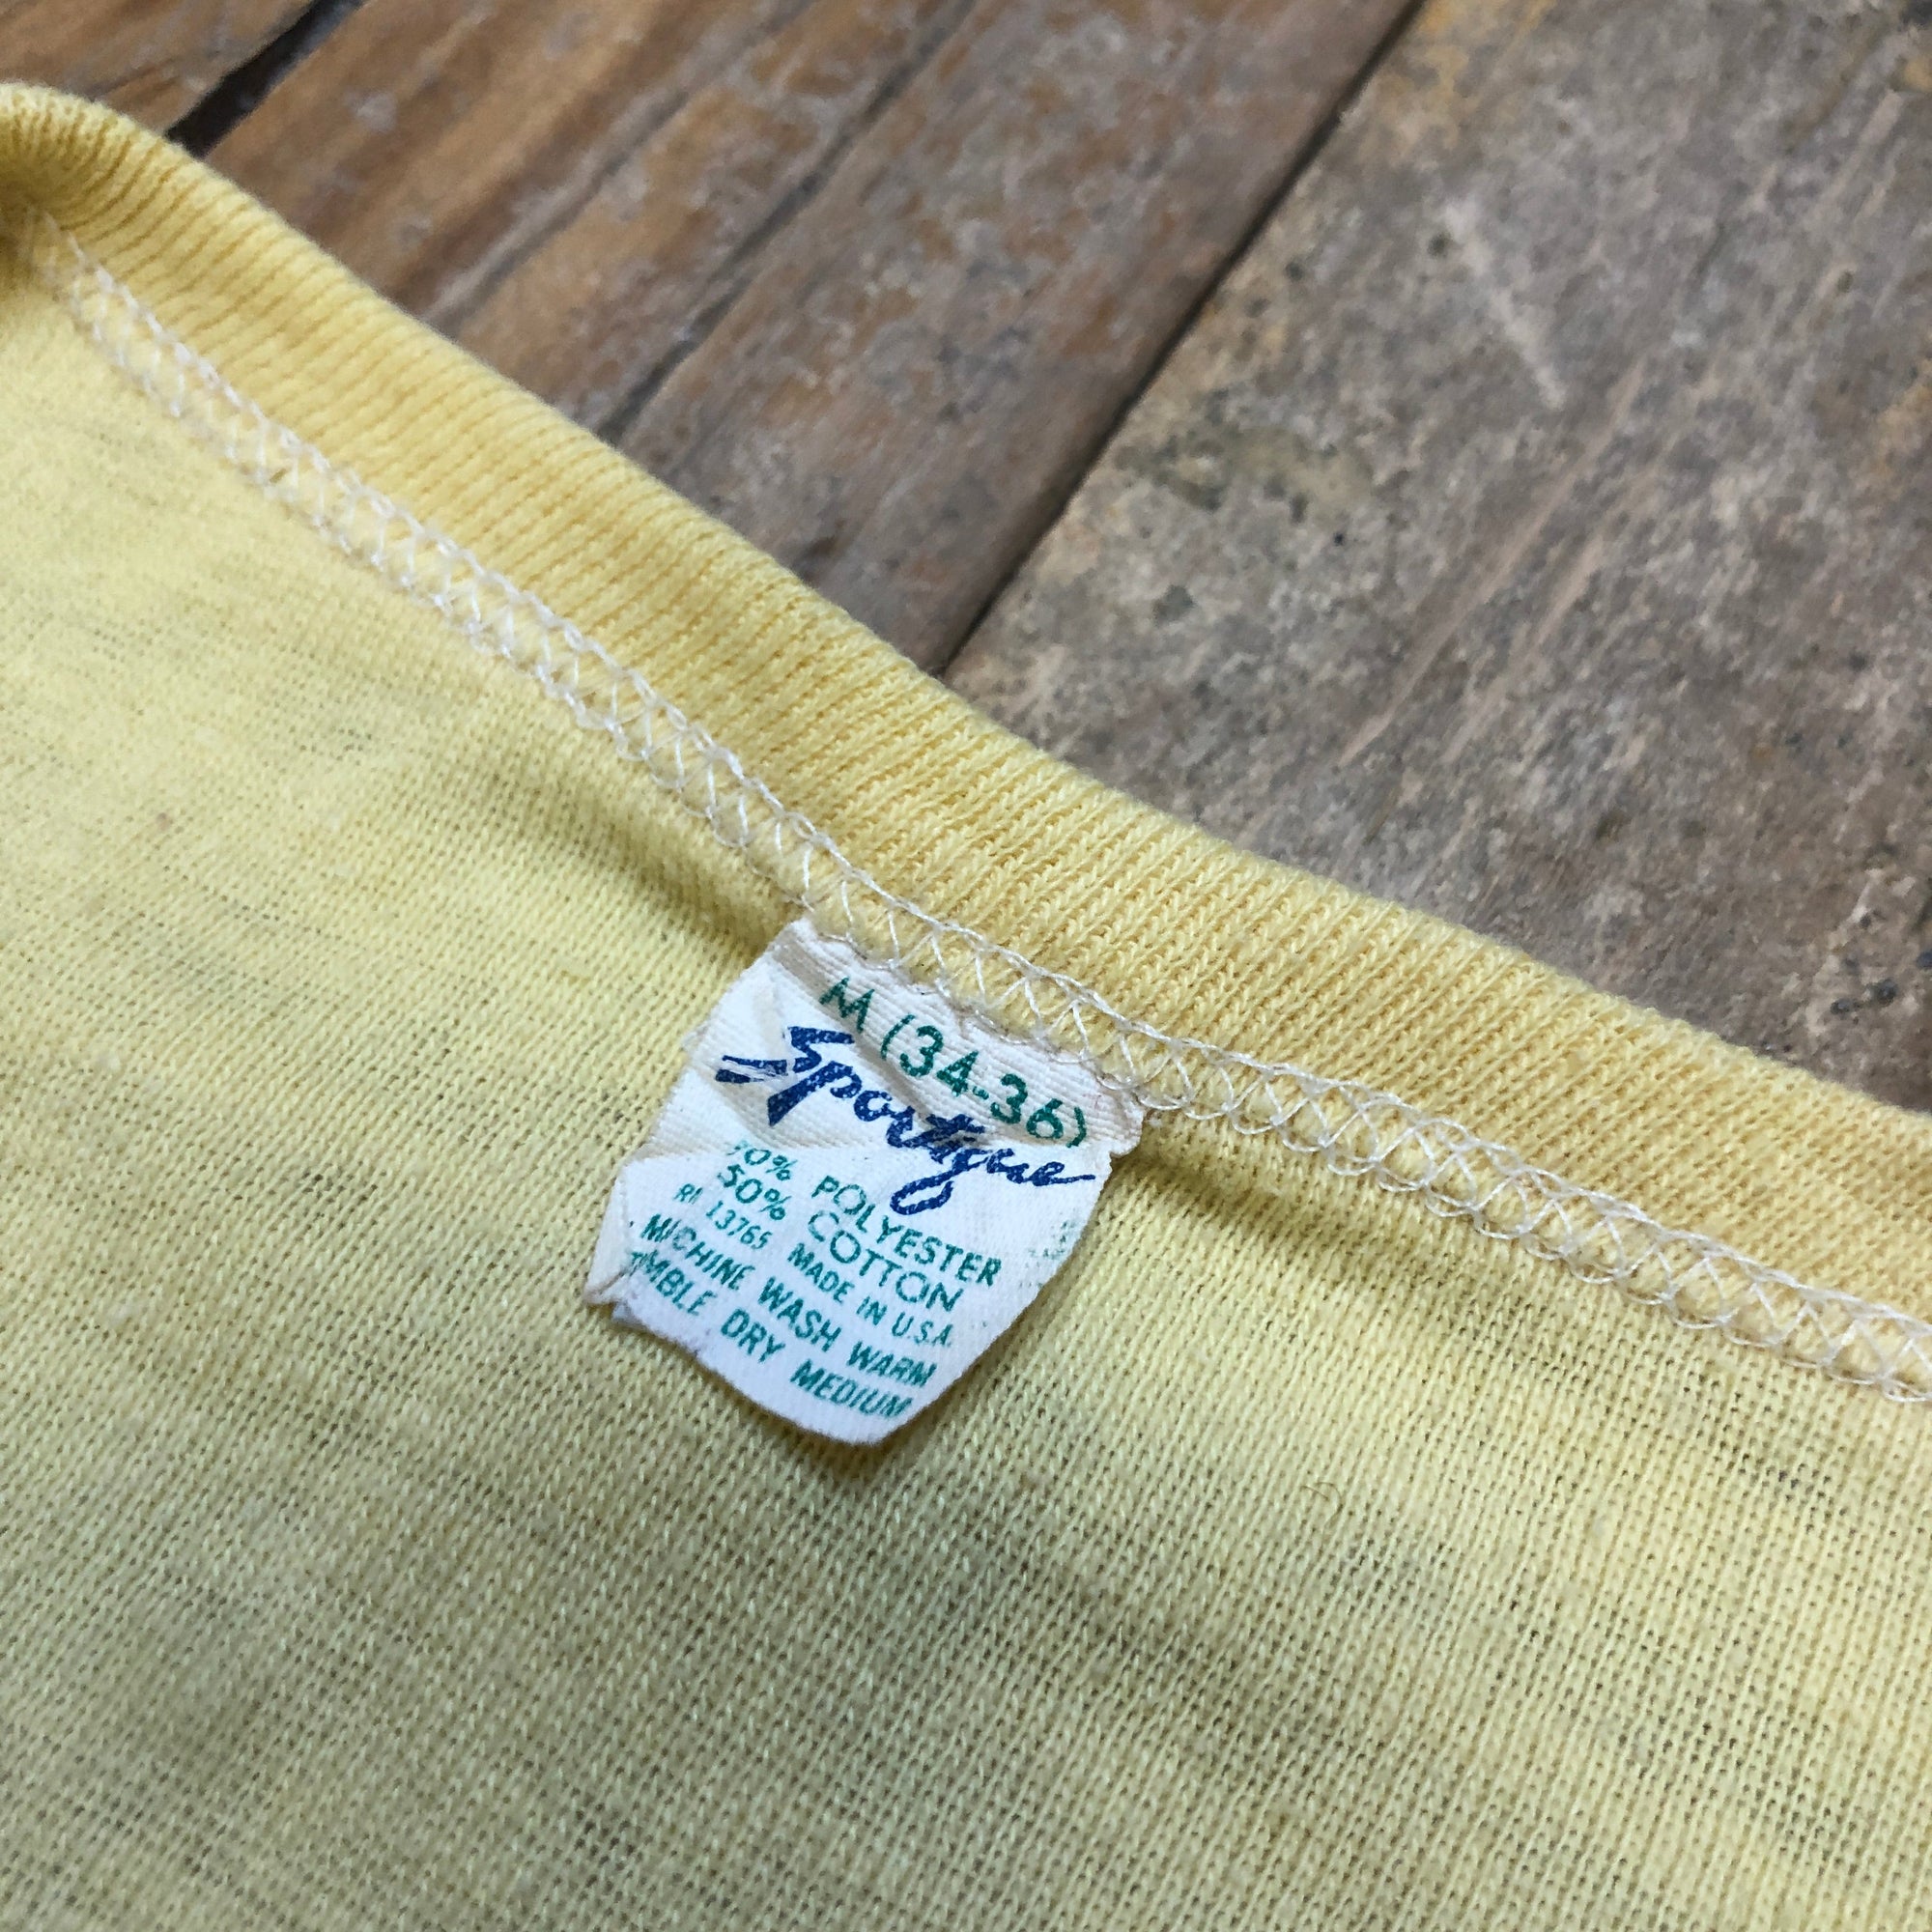 M (34-36)
Sportique
50% POLYESTER
50% COTTON
RN 13765 MADE IN U.S.A.
MACHINE WASH WARM
TUMBLE DRY MEDIUM